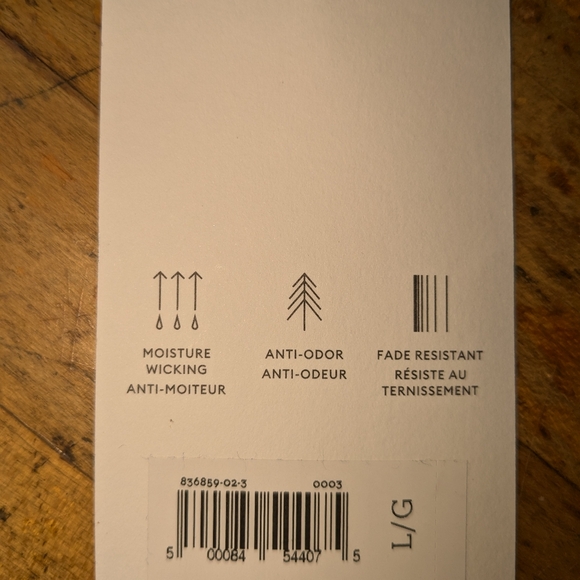 MOISTURE
WICKING
ANTI-MOITEUR
ANTI-ODOR
ANTI-ODEUR
FADE RESISTANT
RÉSISTE AU
TERNISSEMENT
836859-02-3 0003
5 00084 54407 5
L/G